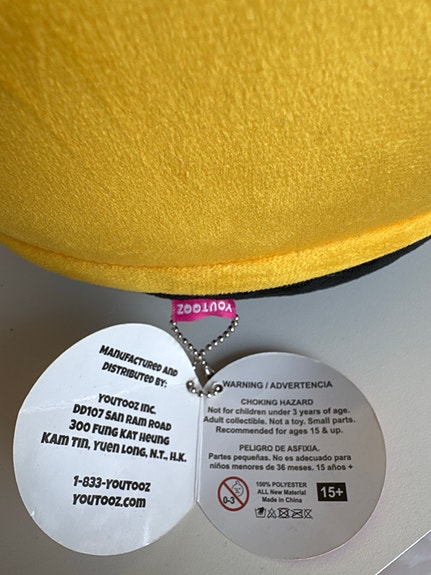 YOUTOOZ
MANUFACTURED AND
DISTRIBUTED BY:
YOUTOOZ INC.
DD107 SAN RAM ROAD
300 FUNG KAT HEUNG
KAM TIN, YUEN LONG, N.T., H.K.
1-833-YOUTOOZ
YOUTOOZ.COM
WARNING / ADVERTENCIA
CHOKING HAZARD
Not for children under 3 years of age.
Adult collectible. Not a toy. Small parts.
Recommended for ages 15 & up.
PELIGRO DE ASFIXIA.
Partes pequeñas. No es adecuado para
niños menores de 36 meses. 15 años +
0-3
100% POLYESTER
ALL New Material
Made in China
15+